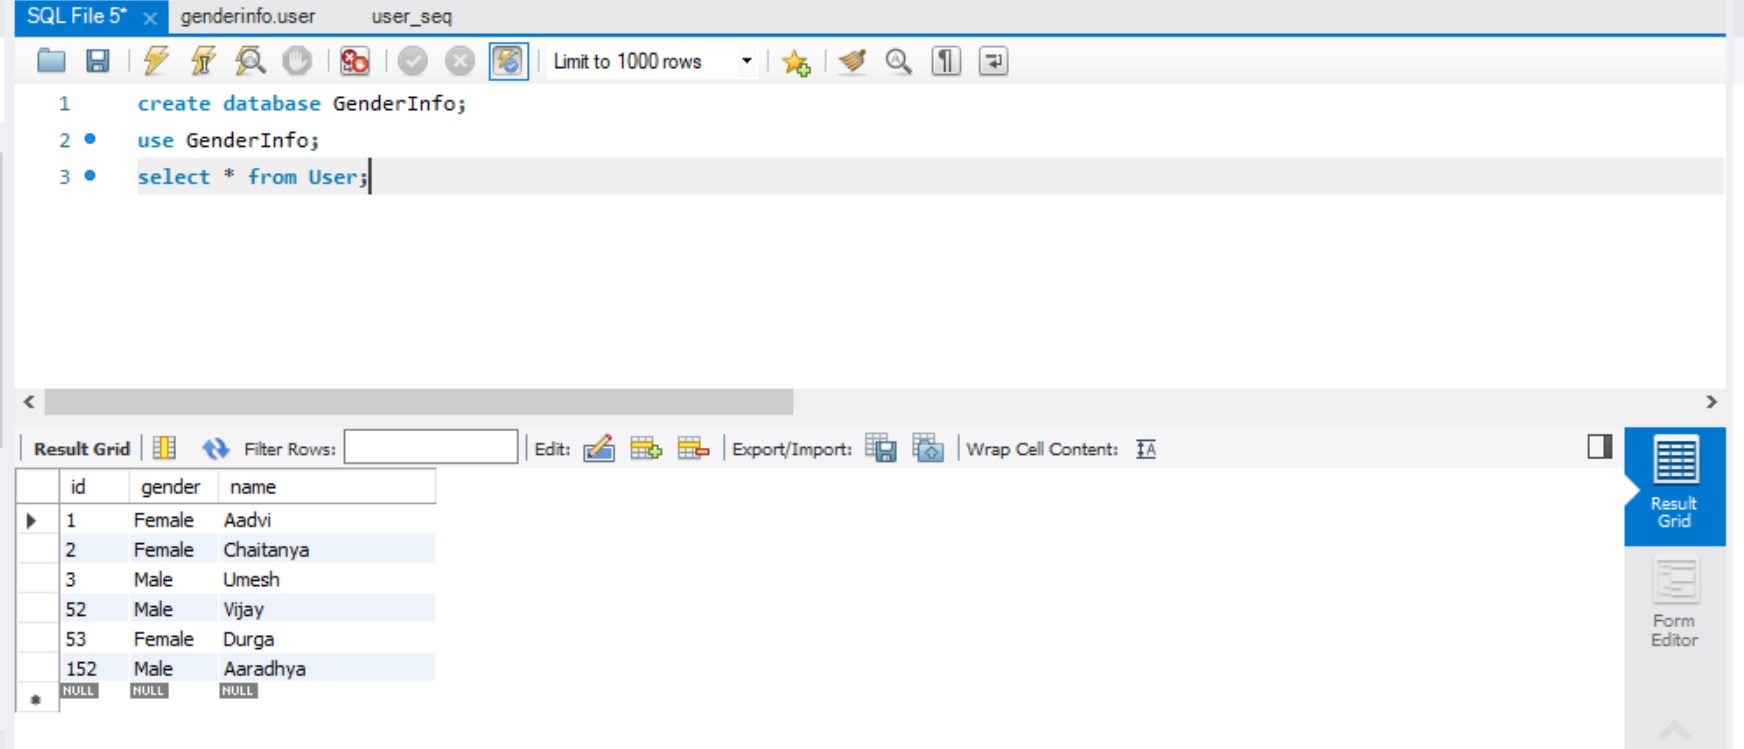 SQL File 5* genderinfo.user user_seq
Limit to 1000 rows
1 create database GenderInfo;
2 use GenderInfo;
3 select * from User;
Result Grid Filter Rows: Edit: Export/Import: Wrap Cell Content:
id gender name
1 Female Aadvi
2 Female Chaitanya
3 Male Umesh
52 Male Vijay
53 Female Durga
152 Male Aaradhya
NULL NULL NULL
Result
Grid
Form
Editor